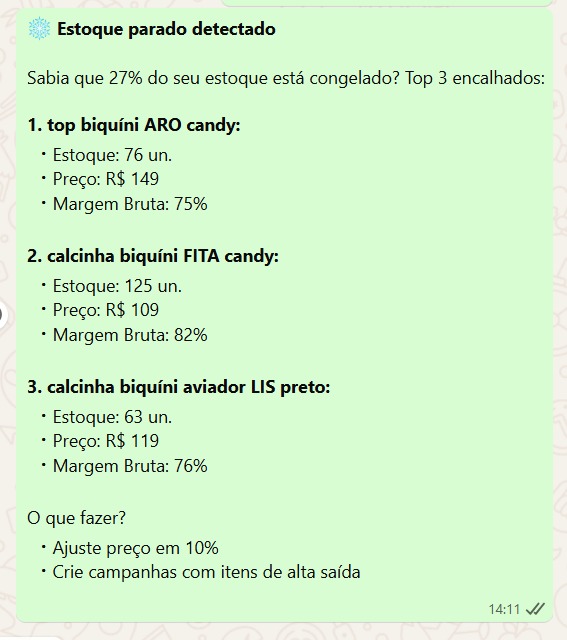 ❄️ Estoque parado detectado
Sabia que 27% do seu estoque está congelado? Top 3 encalhados:
1. top biquíni ARO candy:
• Estoque: 76 un.
• Preço: R$ 149
• Margem Bruta: 75%
2. calcinha biquíni FITA candy:
• Estoque: 125 un.
• Preço: R$ 109
• Margem Bruta: 82%
3. calcinha biquíni aviador LIS preto:
• Estoque: 63 un.
• Preço: R$ 119
• Margem Bruta: 76%
O que fazer?
• Ajuste preço em 10%
• Crie campanhas com itens de alta saída
14:11